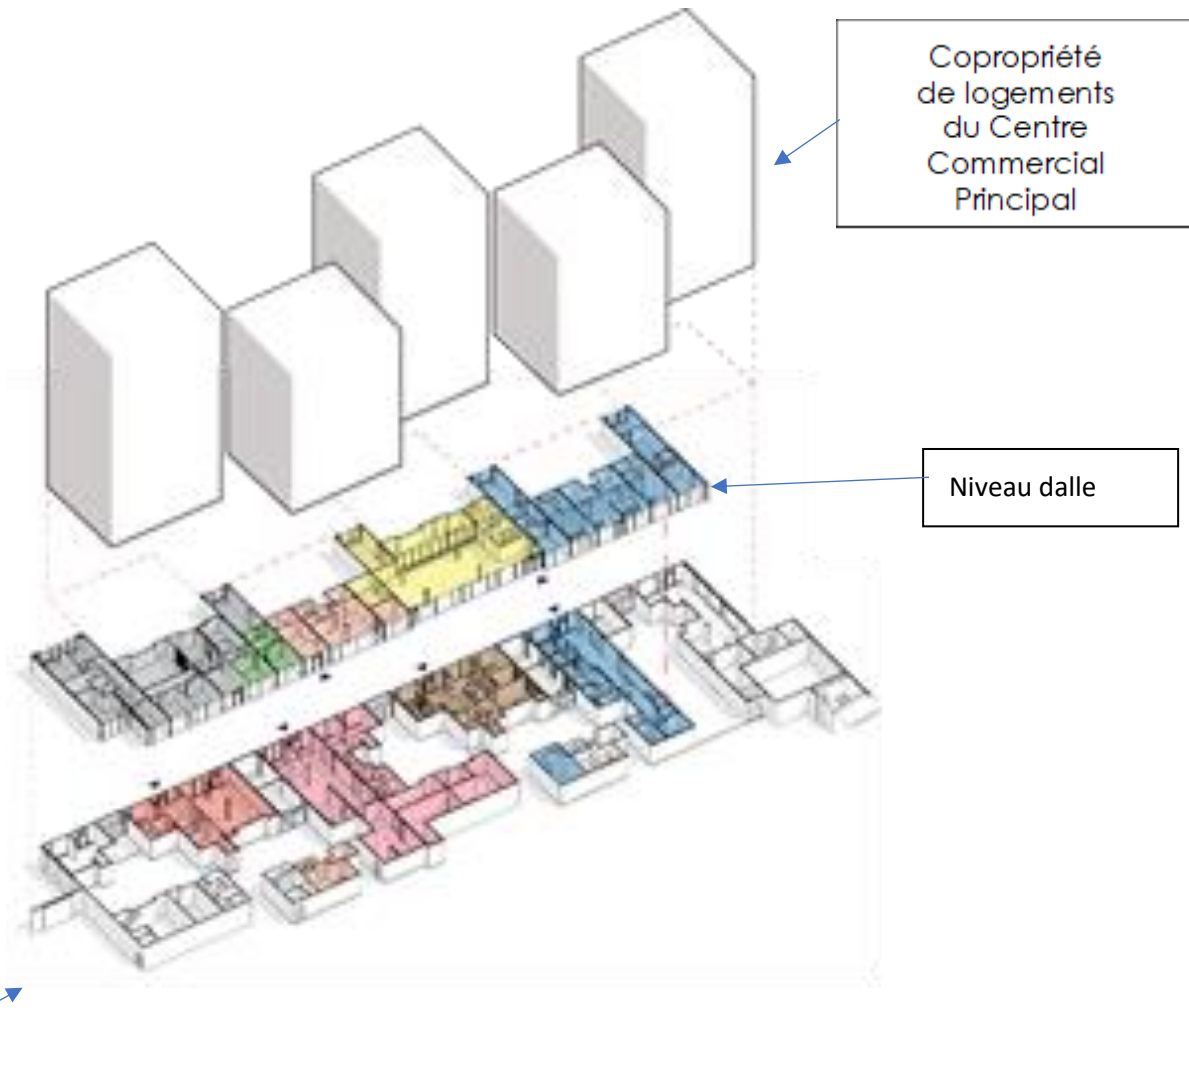 Copropriété
de logements
du Centre
Commercial
Principal
Niveau dalle